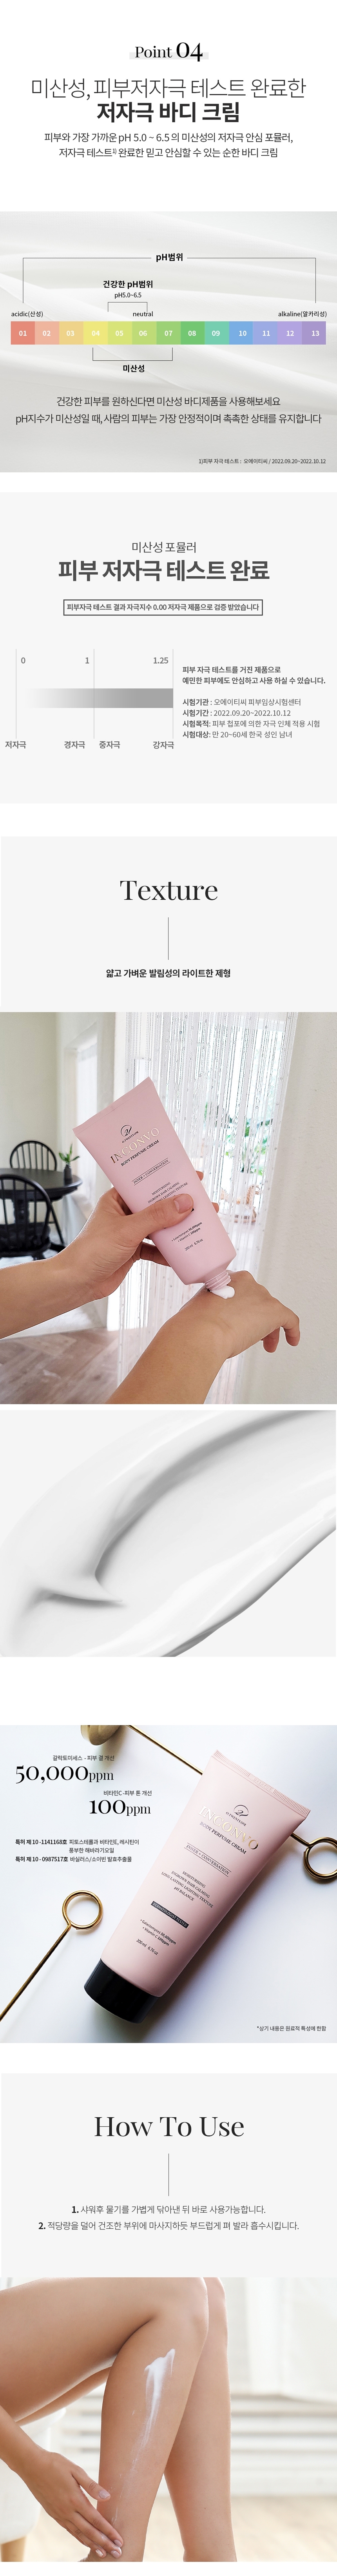 Point 04
미산성, 피부저자극 테스트 완료한
저자극 바디 크림
피부와 가장 가까운 pH 5.0 ~ 6.5 의 미산성의 저자극 안심 포뮬러,
저자극 테스트1) 완료한 믿고 안심할 수 있는 순한 바디 크림
pH범위
건강한 pH범위
pH5.0~6.5
acidic(산성) neutral alkaline(알카리성)
01 02 03 04 05 06 07 08 09 10 11 12 13
미산성
건강한 피부를 원하신다면 미산성 바디제품을 사용해보세요
pH지수가 미산성일 때, 사람의 피부는 가장 안정적이며 촉촉한 상태를 유지합니다
1)피부 자극 테스트 : 오에이티씨 / 2022.09.20~2022.10.12
미산성 포뮬러
피부 저자극 테스트 완료
피부자극 테스트 결과 자극지수 0.00 저자극 제품으로 검증 받았습니다
0 1 1.25
저자극 경자극 중자극 강자극
피부 자극 테스트를 거진 제품으로
예민한 피부에도 안심하고 사용 하실 수 있습니다.
시험기관 : 오에이티씨 피부임상시험센터
시험기간 : 2022.09.20~2022.10.12
시험목적: 피부 첩포에 의한 자극 인체 적용 시험
시험대상: 만 20~60세 한국 성인 남녀
Texture
얇고 가벼운 발림성의 라이트한 제형
INCONVO
BODY PERFUME CREAM
INNER + CONVERSATION
갈락토미세스 - 피부 결 개선
50,000ppm
비타민C -피부 톤 개선
100ppm
특허 제 10 -1141168호 피토스테롤과 비타민E, 캐시린이
풍부한 해바라기오일
특허 제 10 - 0987517호 바실러스/소이빈 발효추출물
INCONVO
BODY PERFUME CREAM
INNER + CONVERSATION
MOISTURIZING
pH BALANCE
200ml 6.76 oz
*상기 내용은 원료적 특성에 한함
How To Use
1. 샤워후 물기를 가볍게 닦아낸 뒤 바로 사용가능합니다.
2. 적당량을 덜어 건조한 부위에 마사지하듯 부드럽게 펴 발라 흡수시킵니다.